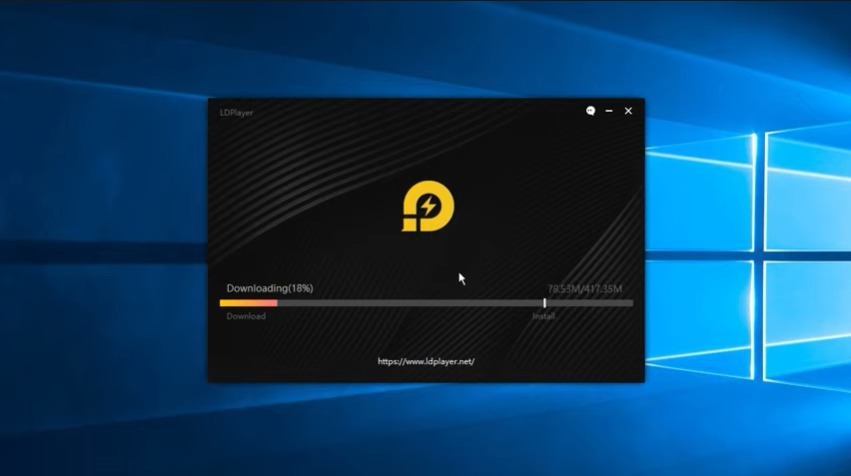 LDPlayer
Downloading(18%) 78.53M/417.35M
Download Install
https://www.ldplayer.net/